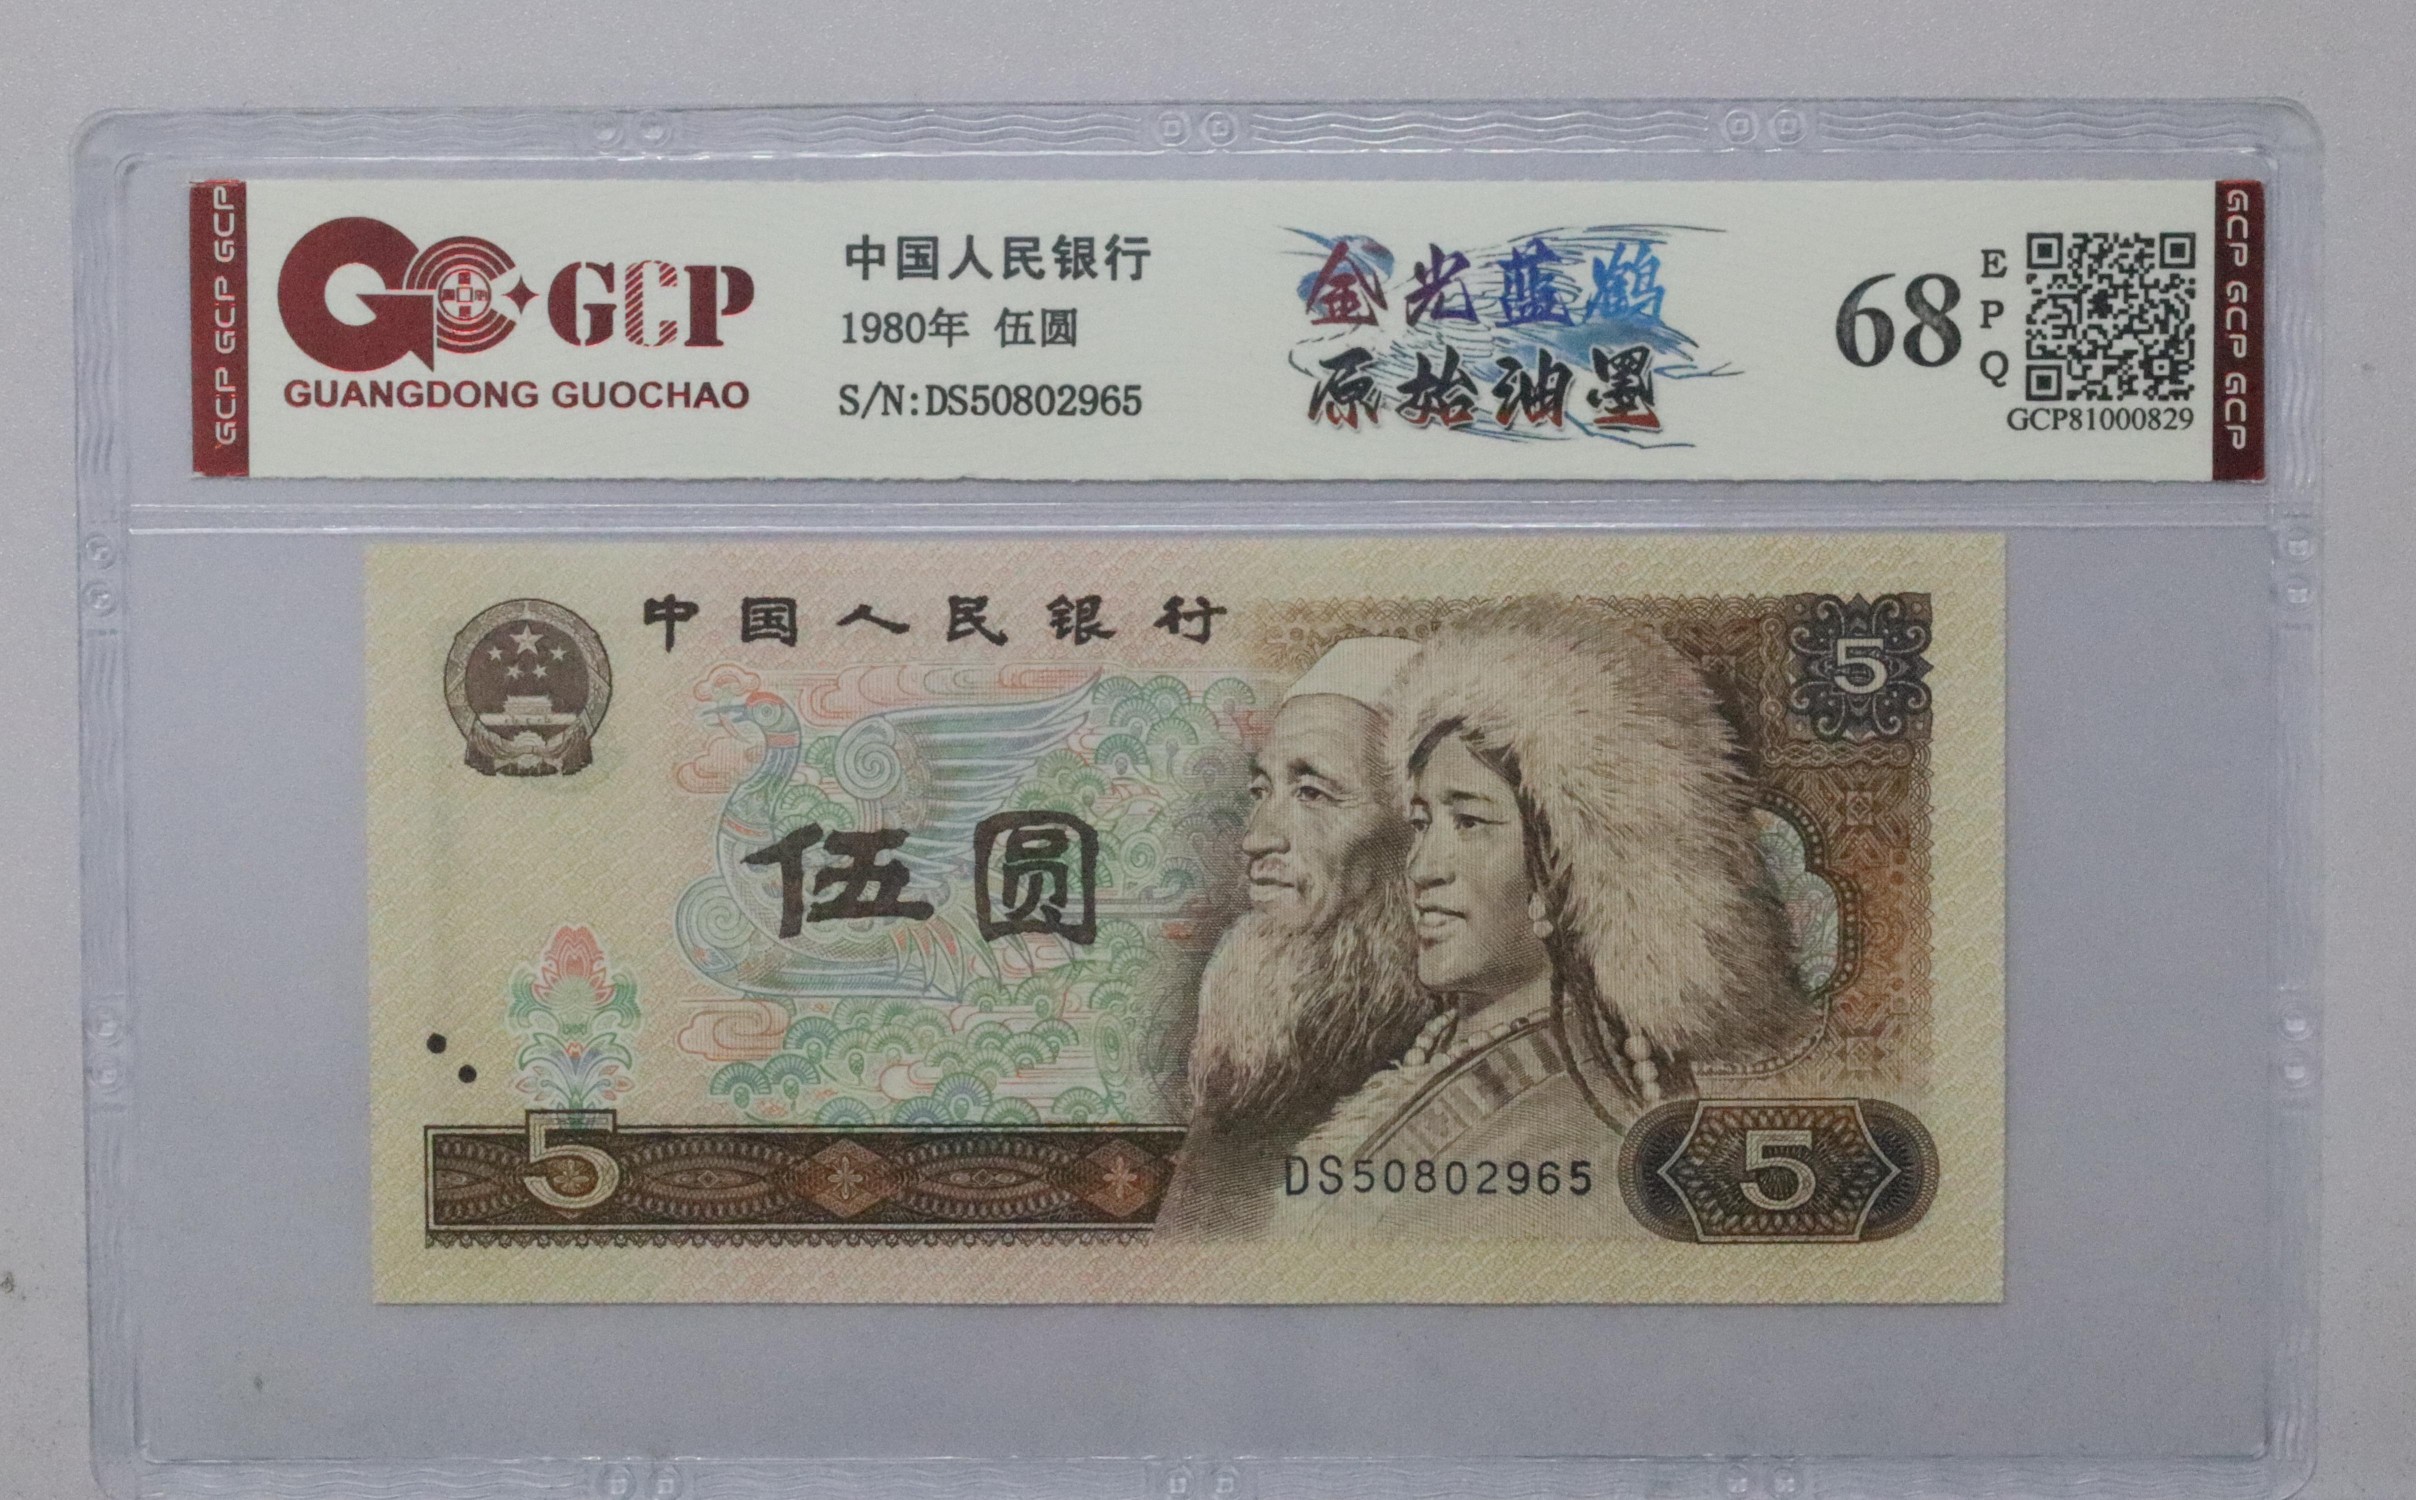 GCP GCP GCP
GCP
GUANGDONG GUOCHAO
中国人民银行
1980年 伍圆
S/N:DS50802965
金光蓝鹤
原始油墨
68
EPQ
GCP81000829
GCP GCP GCP
中国人民银行
5
伍圆
5
DS50802965
5